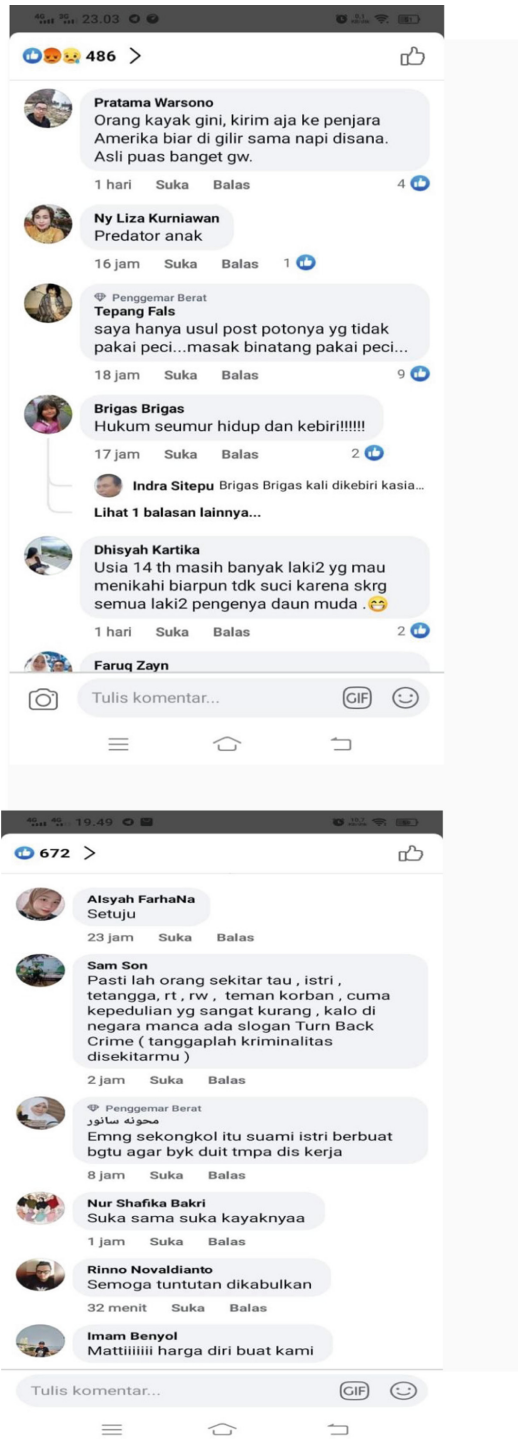 23.03
486 >
Pratama Warsono
Orang kayak gini, kirim aja ke penjara
Amerika biar di gilir sama napi disana.
Asli puas banget gw.
1 hari Suka Balas 4
Ny Liza Kurniawan
Predator anak
16 jam Suka Balas 1
Penggemar Berat
Tepang Fals
saya hanya usul post potonya yg tidak
pakai peci...masak binatang pakai peci...
18 jam Suka Balas 9
Brigas Brigas
Hukum seumur hidup dan kebiri!!!!!!
17 jam Suka Balas 2
Indra Sitepu Brigas Brigas kali dikebiri kasia...
Lihat 1 balasan lainnya...
Dhisyah Kartika
Usia 14 th masih banyak laki2 yg mau
menikahi biarpun tdk suci karena skrg
semua laki2 pengenya daun muda .😁
1 hari Suka Balas 2
Faruq Zayn
Tulis komentar...
GIF
19.49
672 >
AIsyah FarhaNa
Setuju
23 jam Suka Balas
Sam Son
Pasti lah orang sekitar tau , istri ,
tetangga, rt , rw , teman korban , cuma
kepedulian yg sangat kurang , kalo di
negara manca ada slogan Turn Back
Crime ( tanggaplah kriminalitas
disekitarmu )
2 jam Suka Balas
Penggemar Berat
محونه سانور
Emng sekongkol itu suami istri berbuat
bgtu agar byk duit tmpa dis kerja
8 jam Suka Balas
Nur Shafika Bakri
Suka sama suka kayaknyaa
1 jam Suka Balas
Rinno Novaldianto
Semoga tuntutan dikabulkan
32 menit Suka Balas
Imam Benyol
Mattiiiiiii harga diri buat kami
Tulis komentar...
GIF